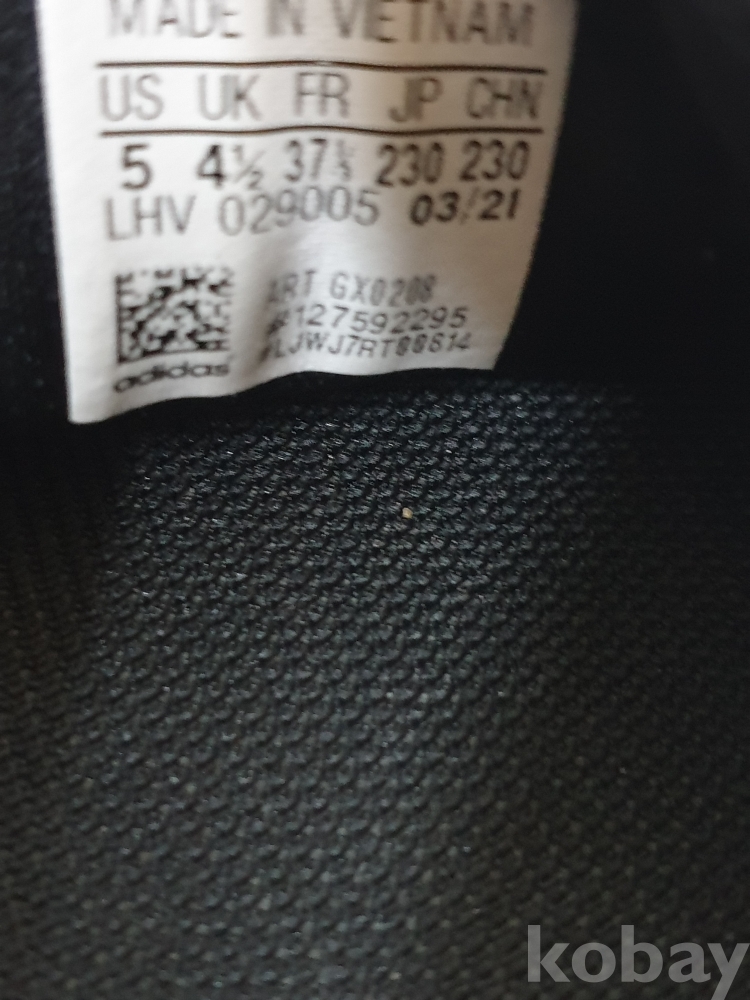 MADE IN VIETNAM
US UK FR JP CHN
5 4½ 37⅓ 230 230
LHV 029005 03/21
ART GX0208
#127592295
#LJWJ7RT88614
adidas
kobay